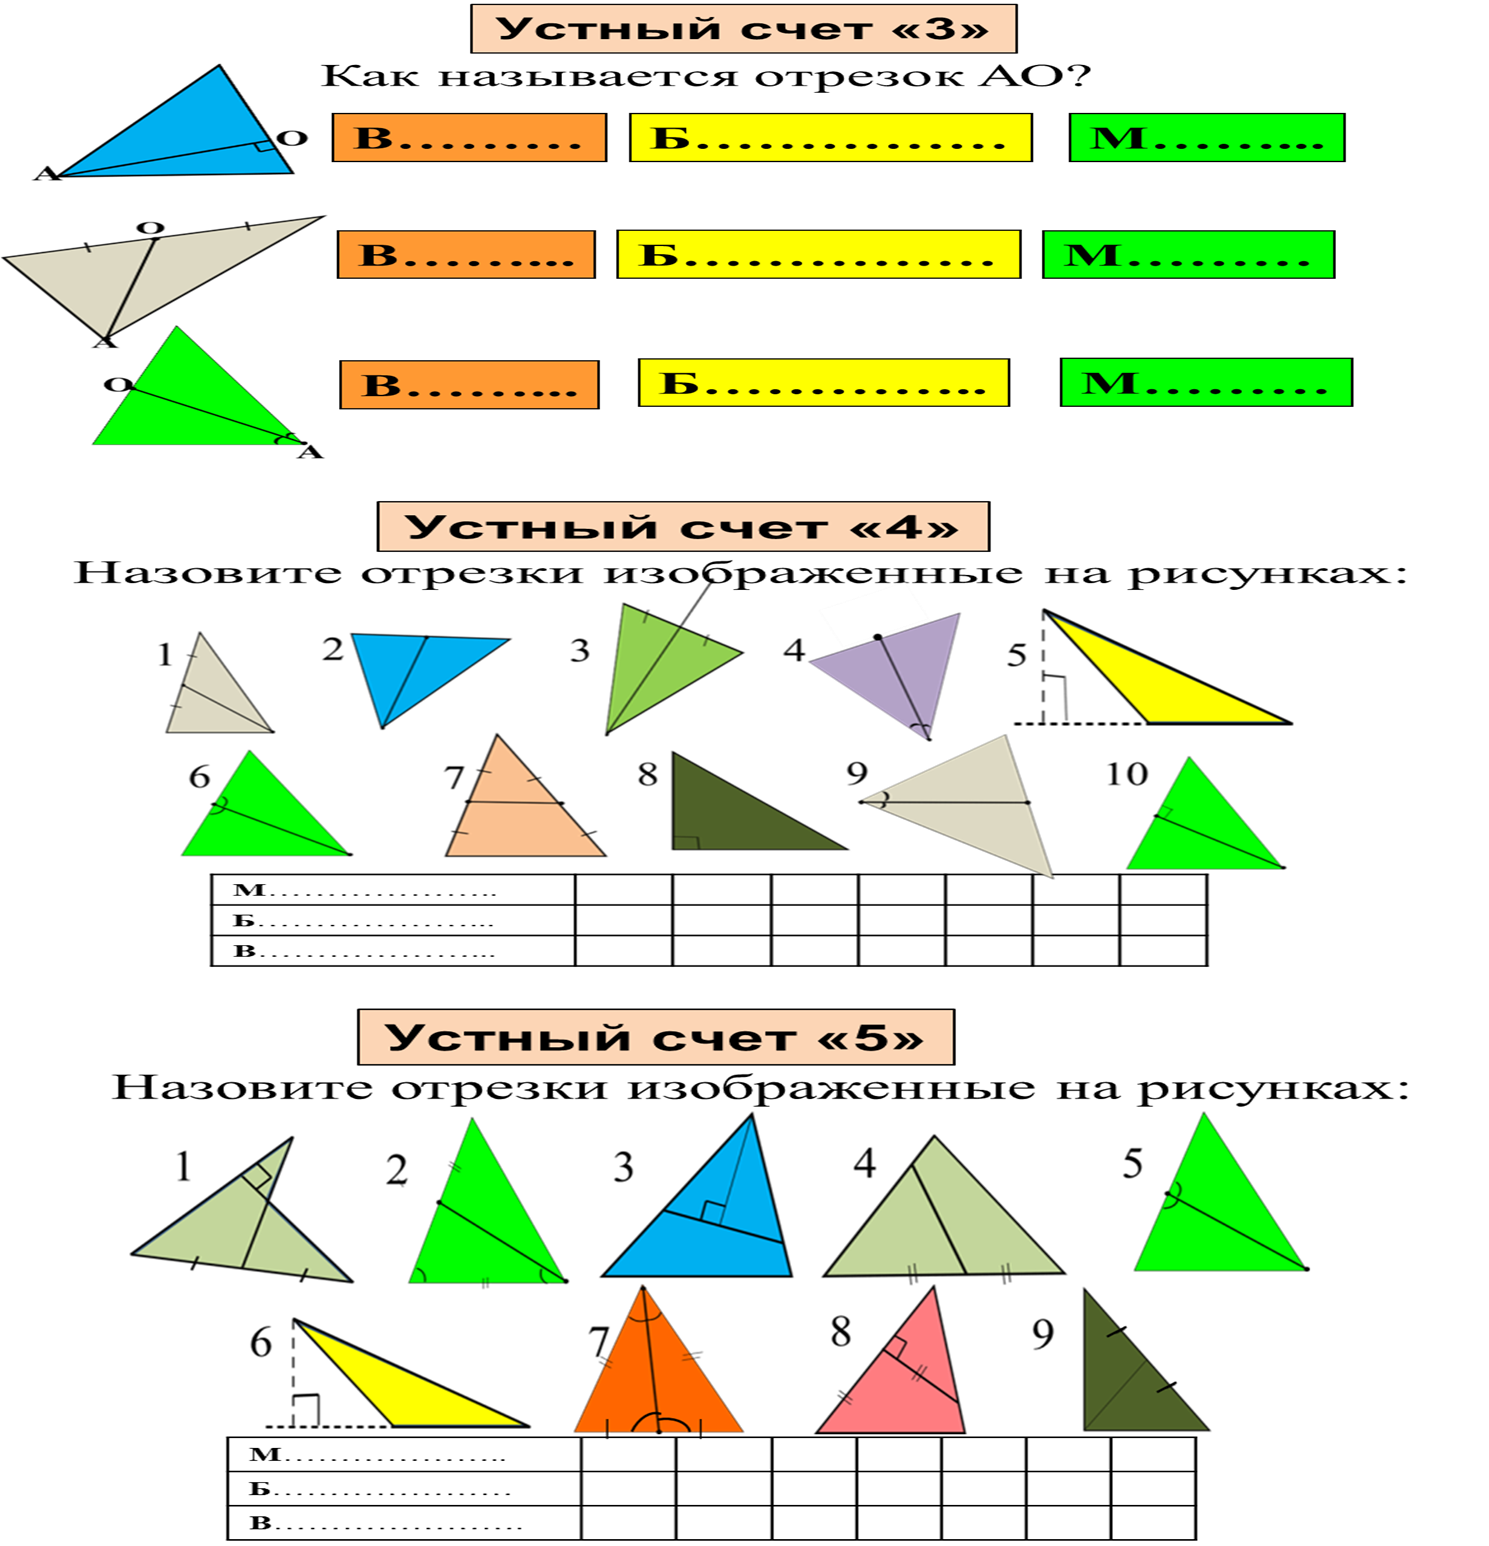 Устный счет «3»
Как называется отрезок АО?
А О
В……… Б…………… М……...
О А
В……... Б…………… М………
О А
В……... Б………….. М………
Устный счет «4»
Назовите отрезки изображенные на рисунках:
1 2 3 4 5
6 7 8 9 10
М………………..
Б…………………..
В…………………..
Устный счет «5»
Назовите отрезки изображенные на рисунках:
1 2 3 4 5
6 7 8 9
М………………..
Б…………………
В…………………